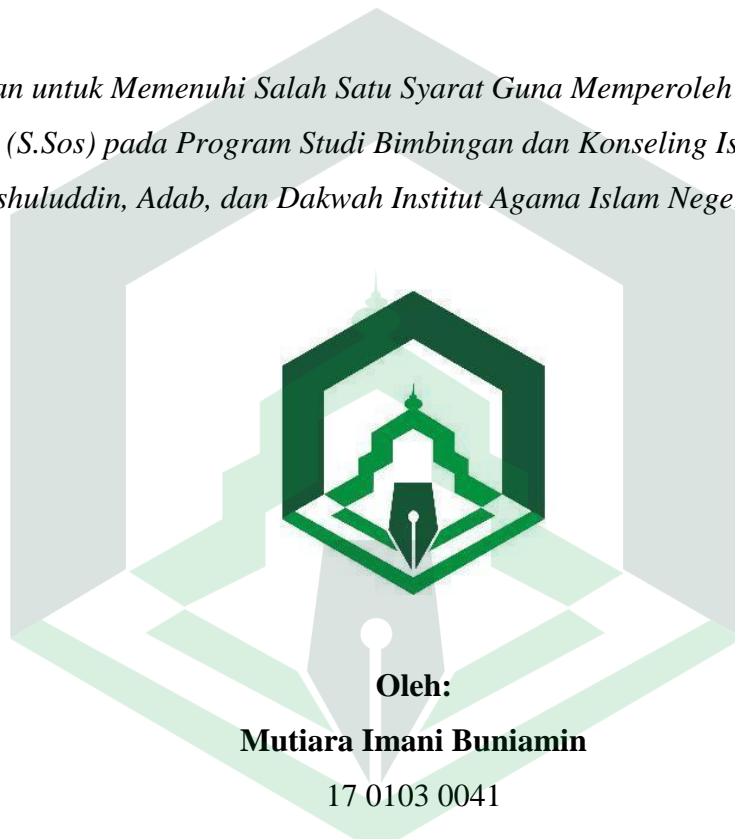 an untuk Memenuhi Salah Satu Syarat Guna Memperoleh
(S.Sos) pada Program Studi Bimbingan dan Konseling Is
shuluddin, Adab, dan Dakwah Institut Agama Islam Nege
Oleh:
Mutiara Imani Buniamin
17 0103 0041